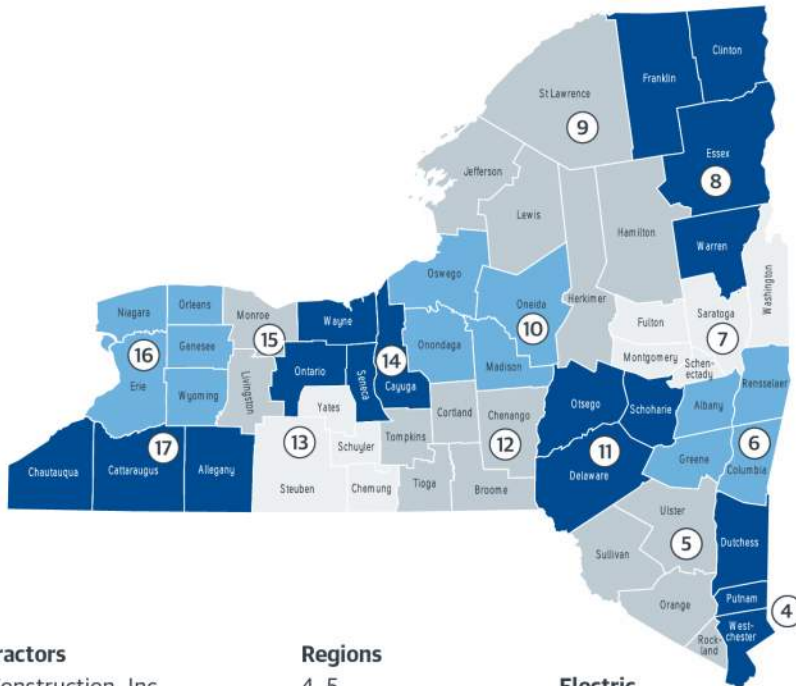 Clinton
Franklin
St Lawrence
9
Essex
8
Jefferson
Lewis
Hamilton
Warren
Washington
Oswego
Oneida
10
Herkimer
Fulton
Saratoga
7
Montgomery
Schen-
ectady
Niagara
Orleans
Monroe
15
Wayne
16
Genesee
Onondaga
Madison
Erie
Wyoming
Livingston
Ontario
Seneca
14
Cayuga
Yates
Cortland
Chenango
12
Otsego
Schoharie
Albany
Rensselaer
17
13
Schuyler
Tompkins
11
6
Chautauqua
Cattaraugus
Allegany
Steuben
Chemung
Tioga
Broome
Delaware
Greene
Columbia
Ulster
5
Sullivan
Dutchess
Orange
Putnam
4
West-
chester
Rock-
land
ractors
Regions
Construction, Inc
4, 5
Electric